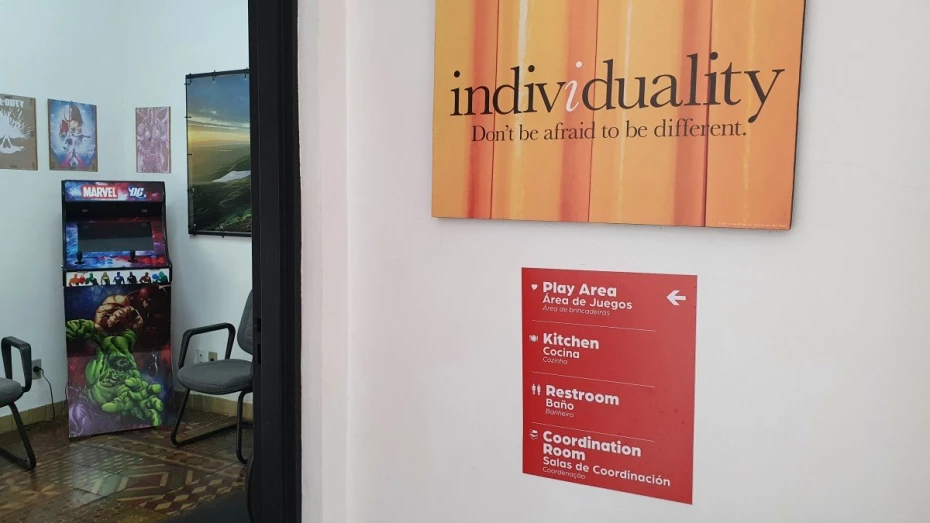 individuality
Don't be afraid to be different.
MARVEL DC
Play Area
Área de Juegos
Área de brincadeiras
Kitchen
Cocina
Cozinha
Restroom
Baño
Banheiro
Coordination
Room
Salas de Coordinación
Coordenação